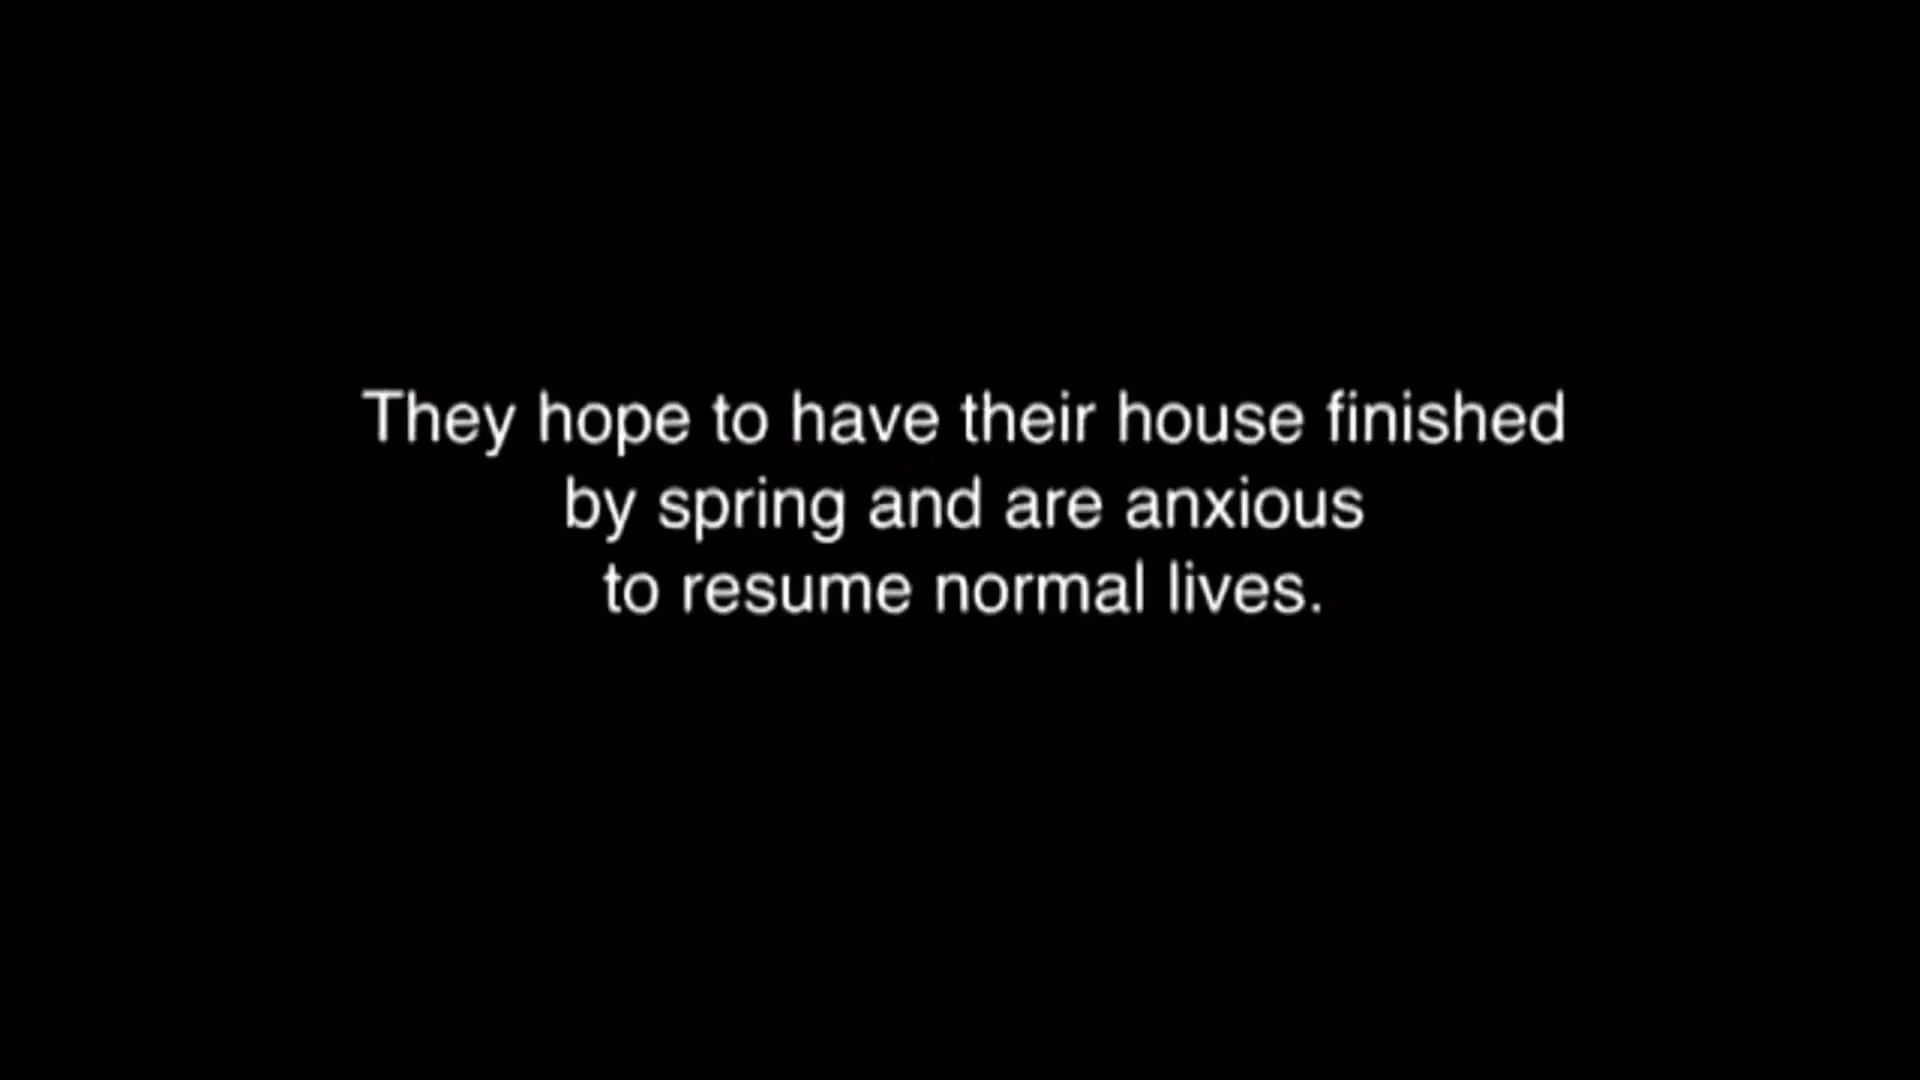 They hope to have their house finished
by spring and are anxious
to resume normal lives.